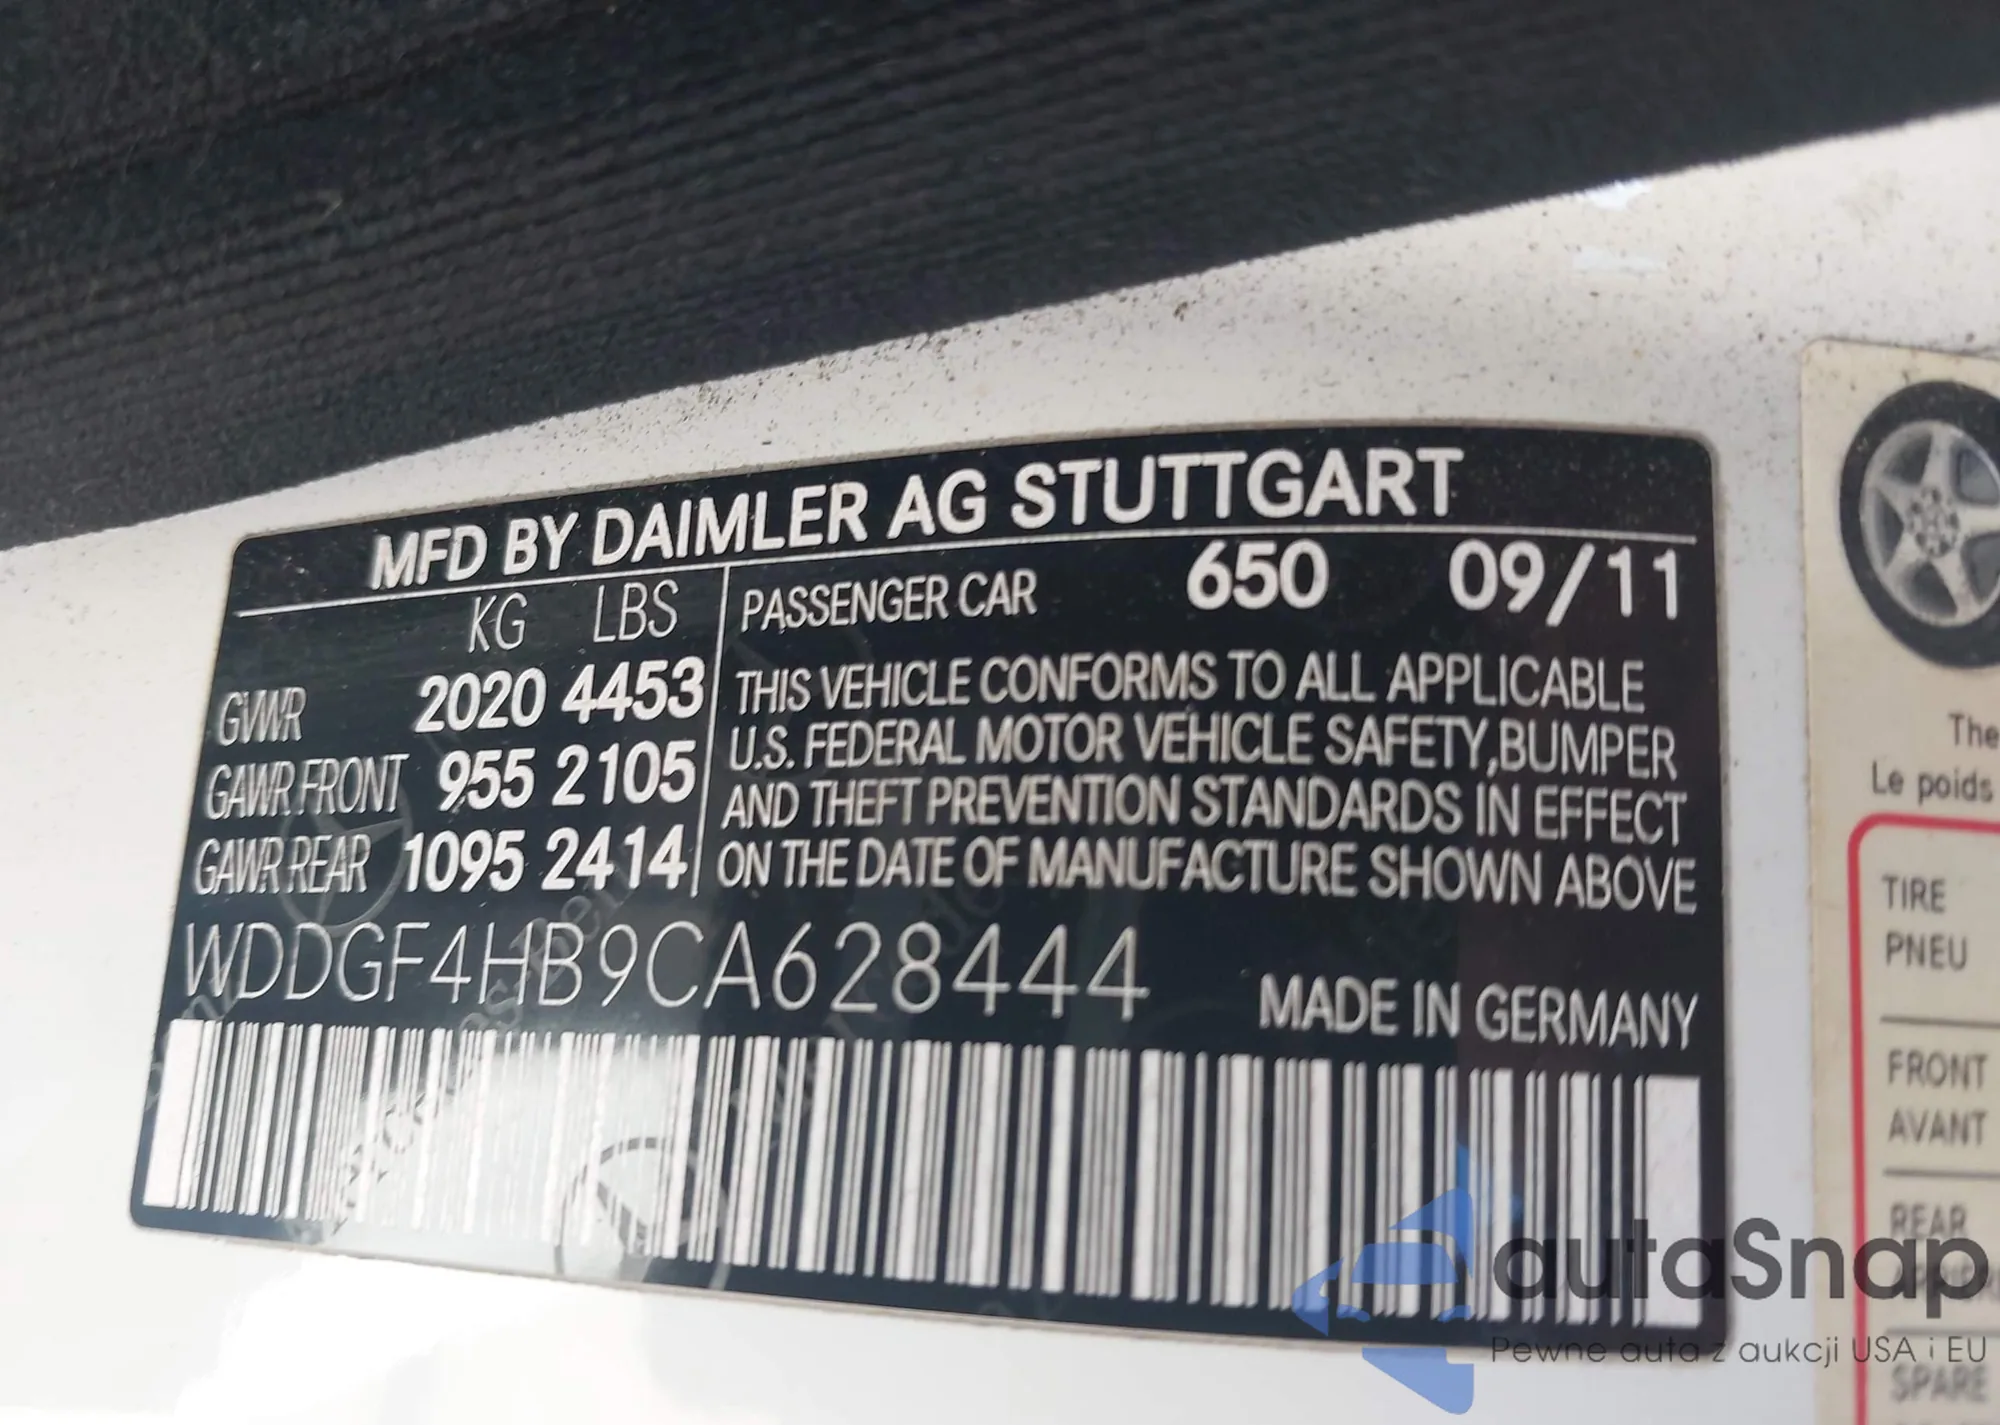 MFD BY DAIMLER AG STUTTGART
KG LBS
PASSENGER CAR 650 09/11
GVWR 2020 4453
GAWR FRONT 955 2105
GAWR REAR 1095 2414
THIS VEHICLE CONFORMS TO ALL APPLICABLE
U.S. FEDERAL MOTOR VEHICLE SAFETY, BUMPER
AND THEFT PREVENTION STANDARDS IN EFFECT
ON THE DATE OF MANUFACTURE SHOWN ABOVE
WDDGF4HB9CA628444
MADE IN GERMANY
The
Le poids
TIRE
PNEU
FRONT
AVANT
REAR
SPARE
autaSnap
Pewne auta z aukcji USA i EU